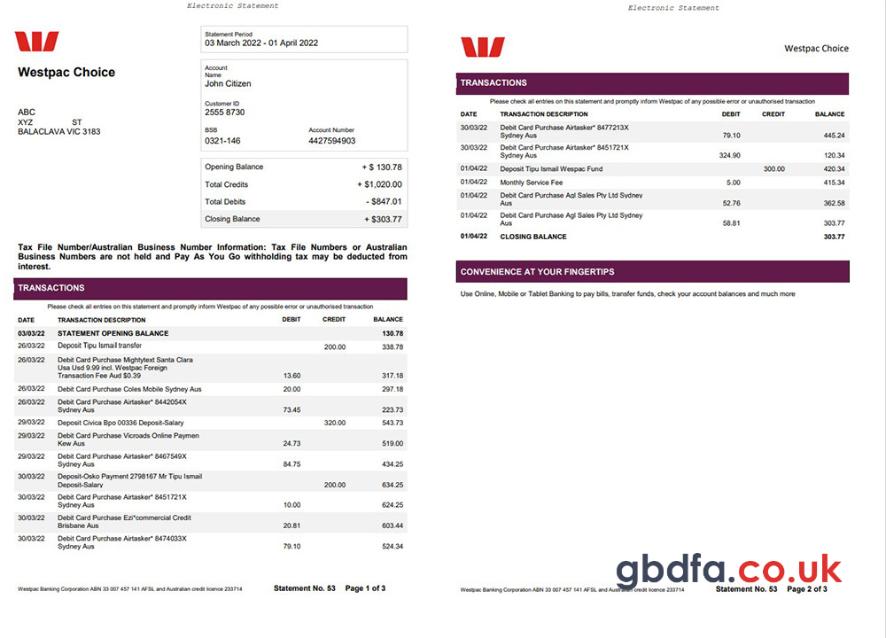 Electronic Statement
Westpac Choice
ABC
XYZ ST
BALACLAVA VIC 3183
Statement Period
03 March 2022 - 01 April 2022
Account
Name
John Citizen
Customer ID
2555 8730
BSB Account Number
0321-146 4427594903
Opening Balance + $ 130.78
Total Credits + $1,020.00
Total Debits - $847.01
Closing Balance + $303.77
Tax File Number/Australian Business Number Information: Tax File Numbers or Australian
Business Numbers are not held and Pay As You Go withholding tax may be deducted from
interest.
TRANSACTIONS
Please check all entries on this statement and promptly inform Westpac of any possible error or unauthorised transaction
DATE TRANSACTION DESCRIPTION DEBIT CREDIT BALANCE
03/03/22 STATEMENT OPENING BALANCE 130.78
26/03/22 Deposit Tipu Ismail transfer 200.00 338.78
26/03/22 Debit Card Purchase Mightytext Santa Clara
Usa Usd 9.99 incl. Westpac Foreign
Transaction Fee Aud $0.39 13.60 317.18
26/03/22 Debit Card Purchase Coles Mobile Sydney Aus 20.00 297.18
26/03/22 Debit Card Purchase Airtasker* 8442054X
Sydney Aus 73.45 223.73
29/03/22 Deposit Civica Bpo 00336 Deposit-Salary 320.00 543.73
29/03/22 Debit Card Purchase Vicroads Online Paymen
Kew Aus 24.73 519.00
29/03/22 Debit Card Purchase Airtasker* 8467549X
Sydney Aus 84.75 434.25
30/03/22 Deposit-Osko Payment 2798167 Mr Tipu Ismail
Deposit-Salary 200.00 634.25
30/03/22 Debit Card Purchase Airtasker* 8451721X
Sydney Aus 10.00 624.25
30/03/22 Debit Card Purchase Ezi*commercial Credit
Brisbane Aus 20.81 603.44
30/03/22 Debit Card Purchase Airtasker* 8474033X
Sydney Aus 79.10 524.34
Westpac Banking Corporation ABN 33 007 457 141 AFSL and Australian credit licence 233714 Statement No. 53 Page 1 of 3
Electronic Statement
Westpac Choice
TRANSACTIONS
Please check all entries on this statement and promptly inform Westpac of any possible error or unauthorised transaction
DATE TRANSACTION DESCRIPTION DEBIT CREDIT BALANCE
30/03/22 Debit Card Purchase Airtasker* 8477213X
Sydney Aus 79.10 445.24
30/03/22 Debit Card Purchase Airtasker* 8451721X
Sydney Aus 324.90 120.34
01/04/22 Deposit Tipu Ismail Wespac Fund 300.00 420.34
01/04/22 Monthly Service Fee 5.00 415.34
01/04/22 Debit Card Purchase Agl Sales Pty Ltd Sydney
Aus 52.76 362.58
01/04/22 Debit Card Purchase Agl Sales Pty Ltd Sydney
Aus 58.81 303.77
01/04/22 CLOSING BALANCE 303.77
CONVENIENCE AT YOUR FINGERTIPS
Use Online, Mobile or Tablet Banking to pay bills, transfer funds, check your account balances and much more
gbdfa.co.uk
Westpac Banking Corporation ABN 33 007 457 141 AFSL and Australian credit licence 233714 Statement No. 53 Page 2 of 3